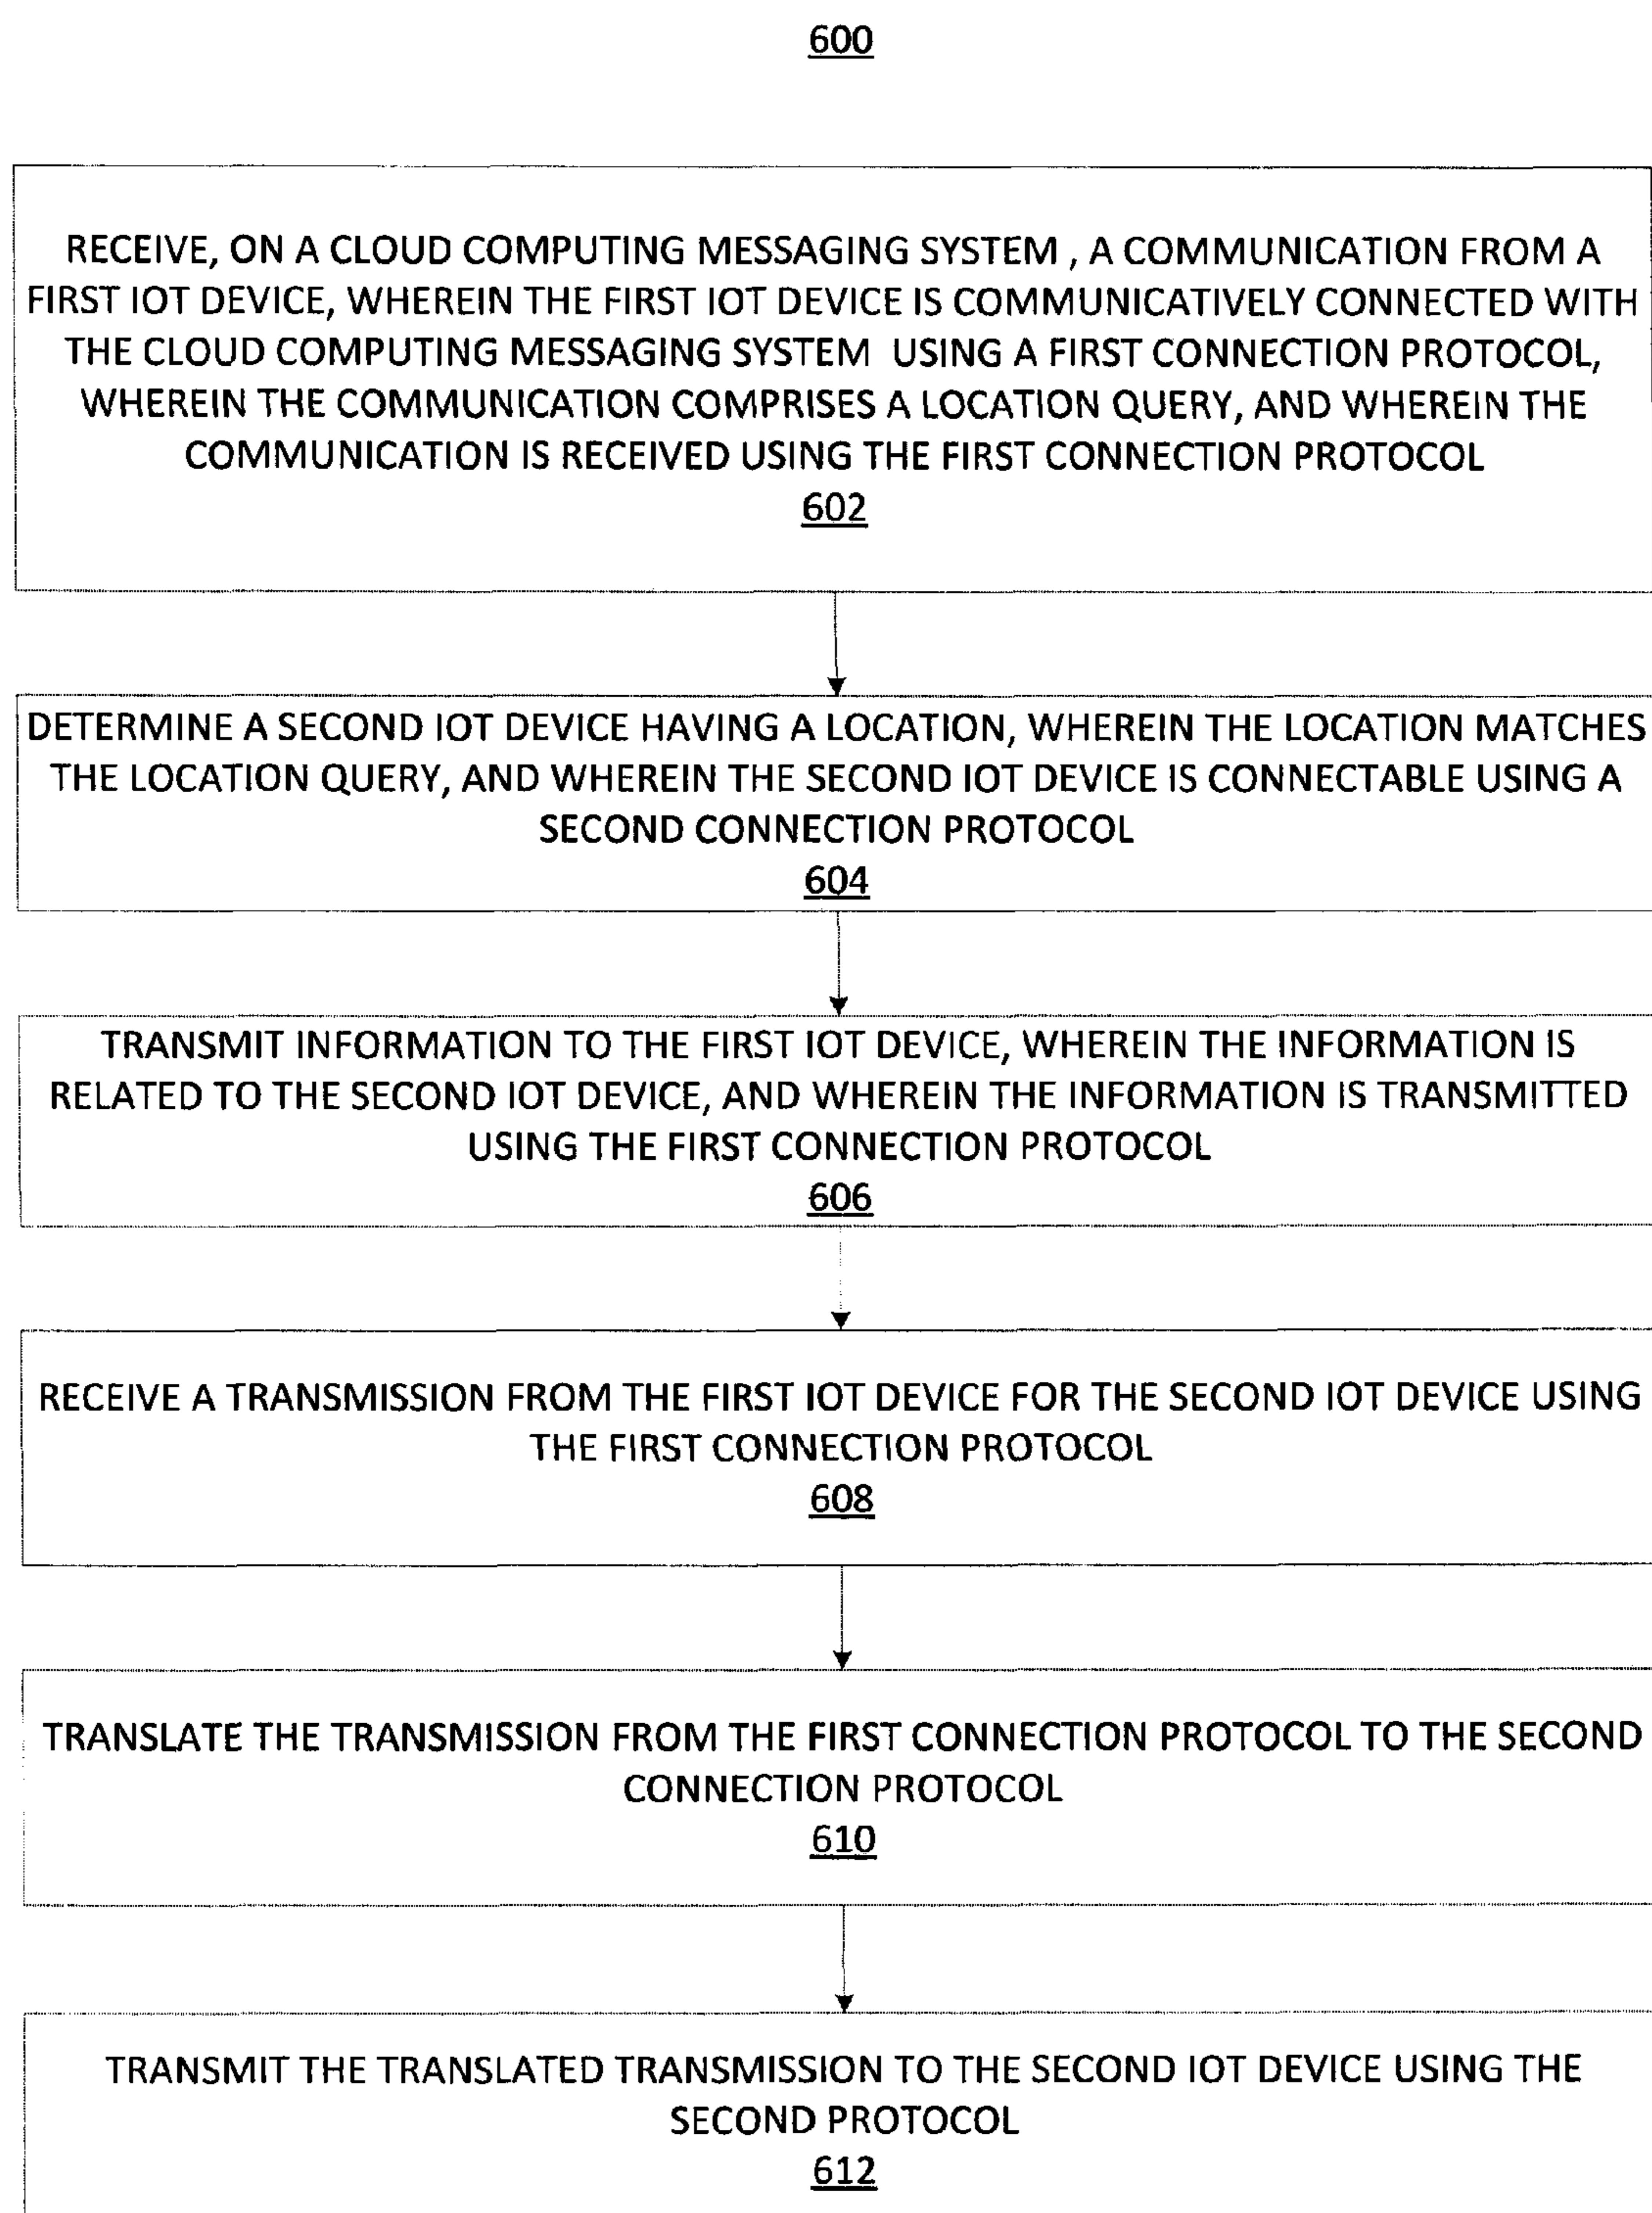 600
RECEIVE, ON A CLOUD COMPUTING MESSAGING SYSTEM , A COMMUNICATION FROM A
FIRST IOT DEVICE, WHEREIN THE FIRST IOT DEVICE IS COMMUNICATIVELY CONNECTED WITH
THE CLOUD COMPUTING MESSAGING SYSTEM USING A FIRST CONNECTION PROTOCOL,
WHEREIN THE COMMUNICATION COMPRISES A LOCATION QUERY, AND WHEREIN THE
COMMUNICATION IS RECEIVED USING THE FIRST CONNECTION PROTOCOL
602
DETERMINE A SECOND IOT DEVICE HAVING A LOCATION, WHEREIN THE LOCATION MATCHES
THE LOCATION QUERY, AND WHEREIN THE SECOND IOT DEVICE IS CONNECTABLE USING A
SECOND CONNECTION PROTOCOL
604
TRANSMIT INFORMATION TO THE FIRST IOT DEVICE, WHEREIN THE INFORMATION IS
RELATED TO THE SECOND IOT DEVICE, AND WHEREIN THE INFORMATION IS TRANSMITTED
USING THE FIRST CONNECTION PROTOCOL
606
RECEIVE A TRANSMISSION FROM THE FIRST IOT DEVICE FOR THE SECOND IOT DEVICE USING
THE FIRST CONNECTION PROTOCOL
608
TRANSLATE THE TRANSMISSION FROM THE FIRST CONNECTION PROTOCOL TO THE SECOND
CONNECTION PROTOCOL
610
TRANSMIT THE TRANSLATED TRANSMISSION TO THE SECOND IOT DEVICE USING THE
SECOND PROTOCOL
612